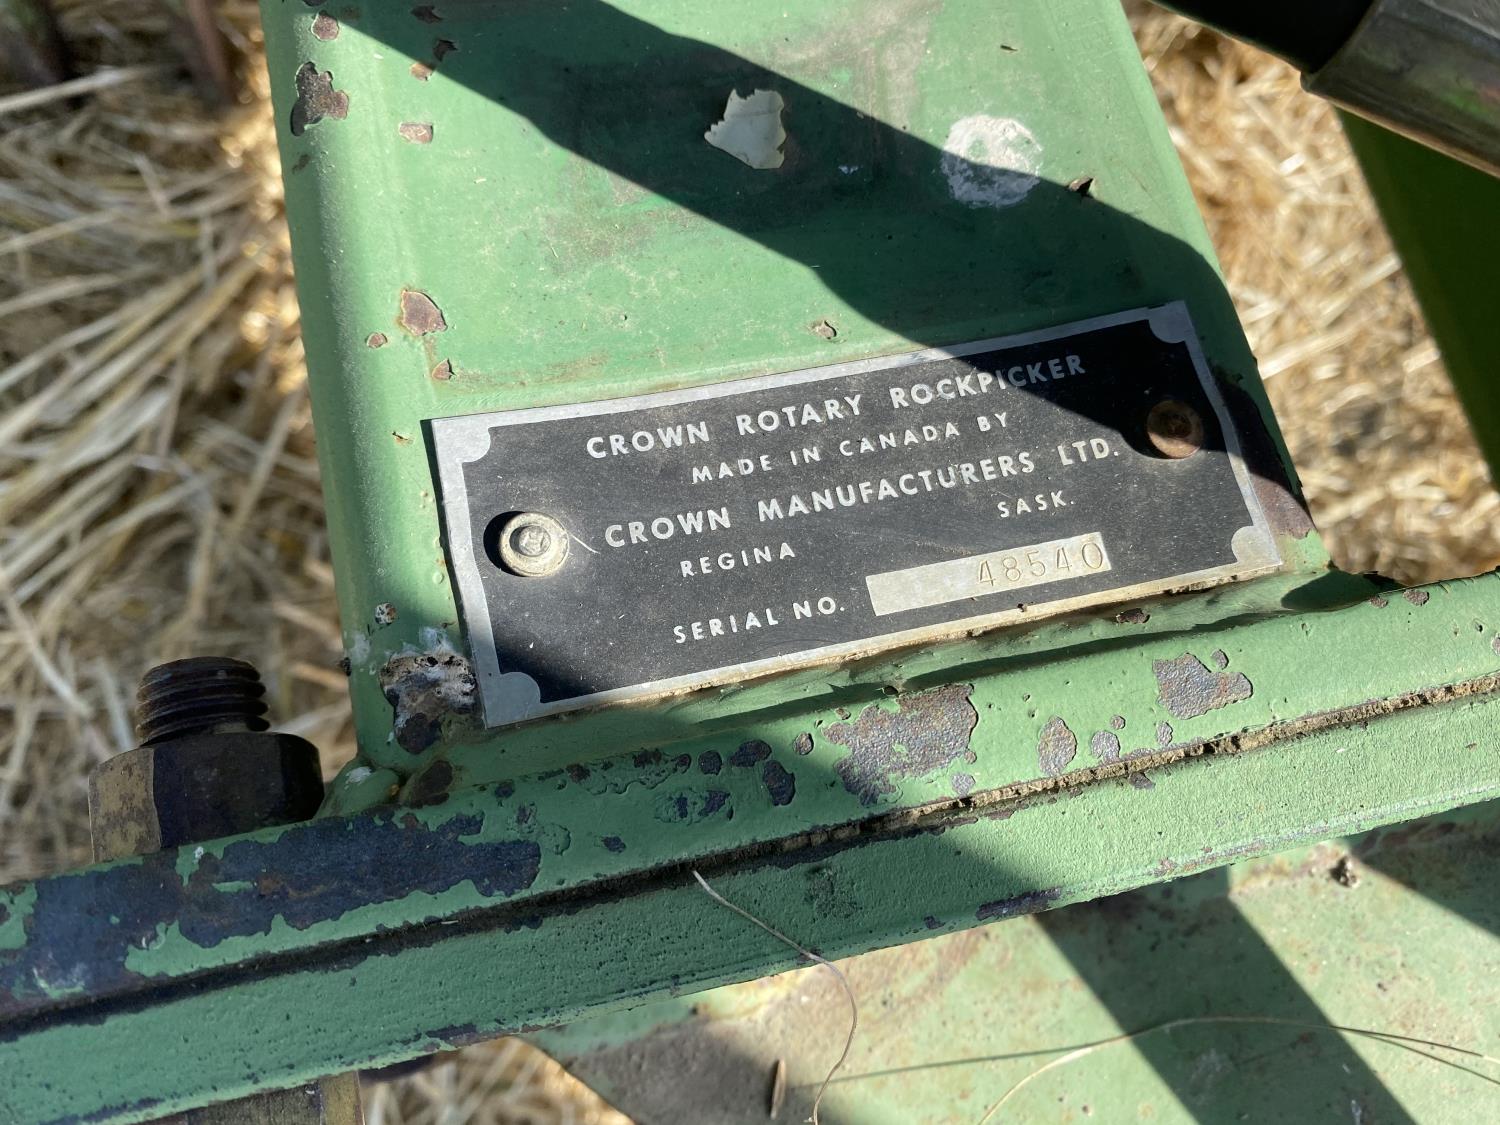 CROWN ROTARY ROCKPICKER
MADE IN CANADA BY
CROWN MANUFACTURERS LTD.
REGINA SASK.
SERIAL NO. 48540